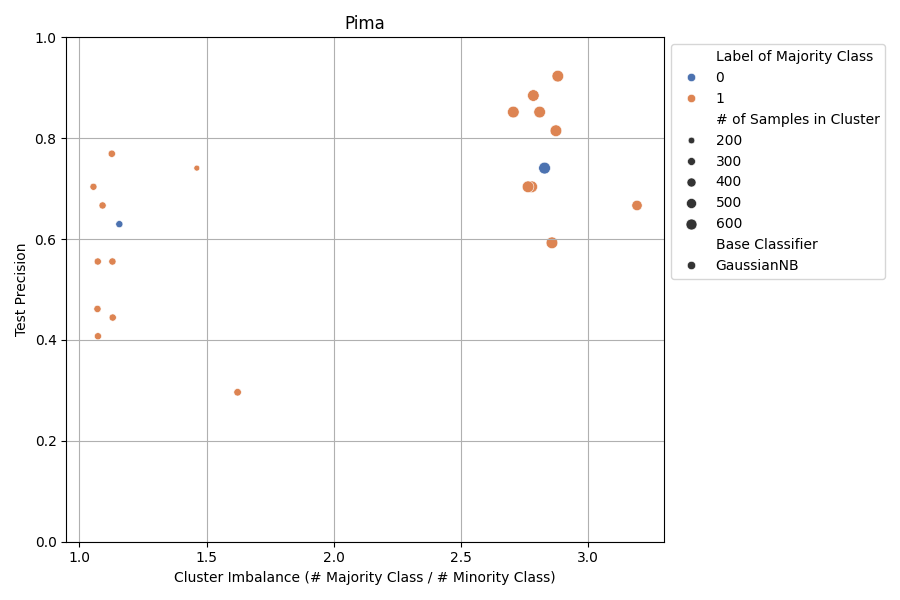 Pima
Test Precision
1.0
0.8
0.6
0.4
0.2
0.0
1.0
1.5
2.0
2.5
3.0
Cluster Imbalance (# Majority Class / # Minority Class)
Label of Majority Class
0
1
# of Samples in Cluster
200
300
400
500
600
Base Classifier
GaussianNB